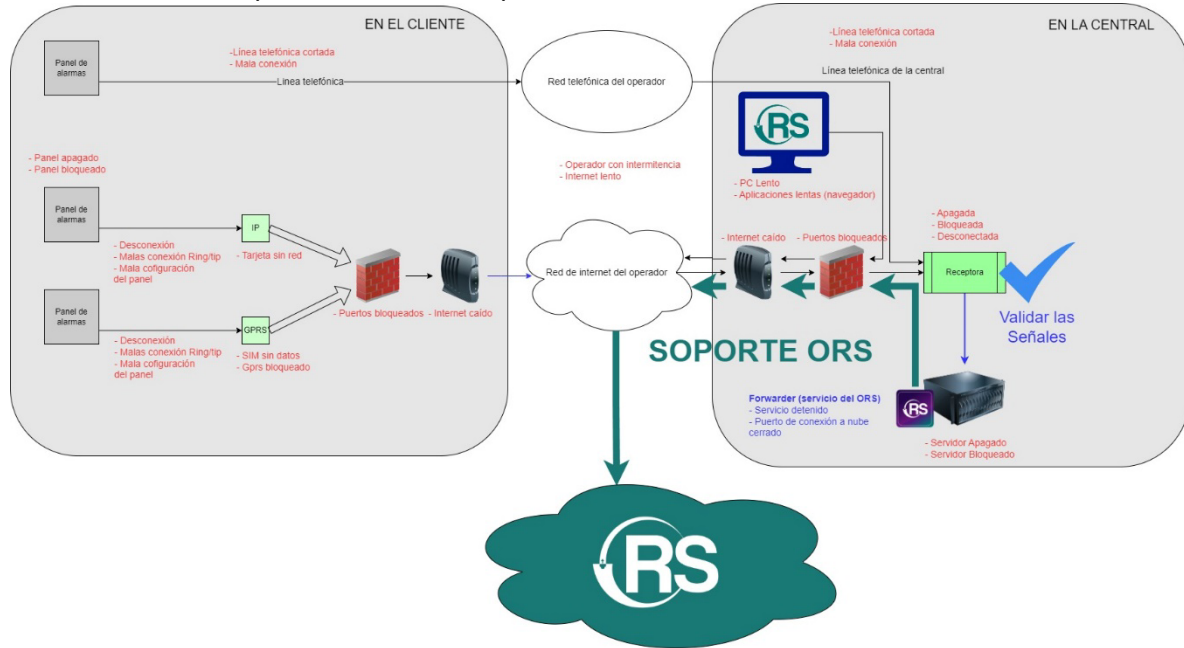 EN EL CLIENTE
EN LA CENTRAL
Panel de
alarmas
-Línea telefónica cortada
- Mala conexión
Linea telefónica
Red telefónica del operador
-Línea telefónica cortada
- Mala conexión
Línea telefónica de la central
RS
- Panel apagado
- Panel bloqueado
- Operador con intermitencia
- Internet lento
- PC Lento
- Aplicaciones lentas (navegador)
Panel de
alarmas
IP
- Desconexión
- Malas conexión Ring/tip
- Mala cofiguración
del panel
- Tarjeta sin red
- Puertos bloqueados
- Internet caído
Red de internet del operador
- Internet caído
- Puertos bloqueados
- Apagada
- Bloqueada
- Desconectada
Receptora
Validar las
Señales
Panel de
alarmas
GPRS
- Desconexión
- Malas conexión Ring/tip
- Mala cofiguración
del panel
- SIM sin datos
- Gprs bloqueado
SOPORTE ORS
Forwarder (servicio del ORS)
- Servicio detenido
- Puerto de conexión a nube
cerrado
RS
- Servidor Apagado
- Servidor Bloqueado
RS